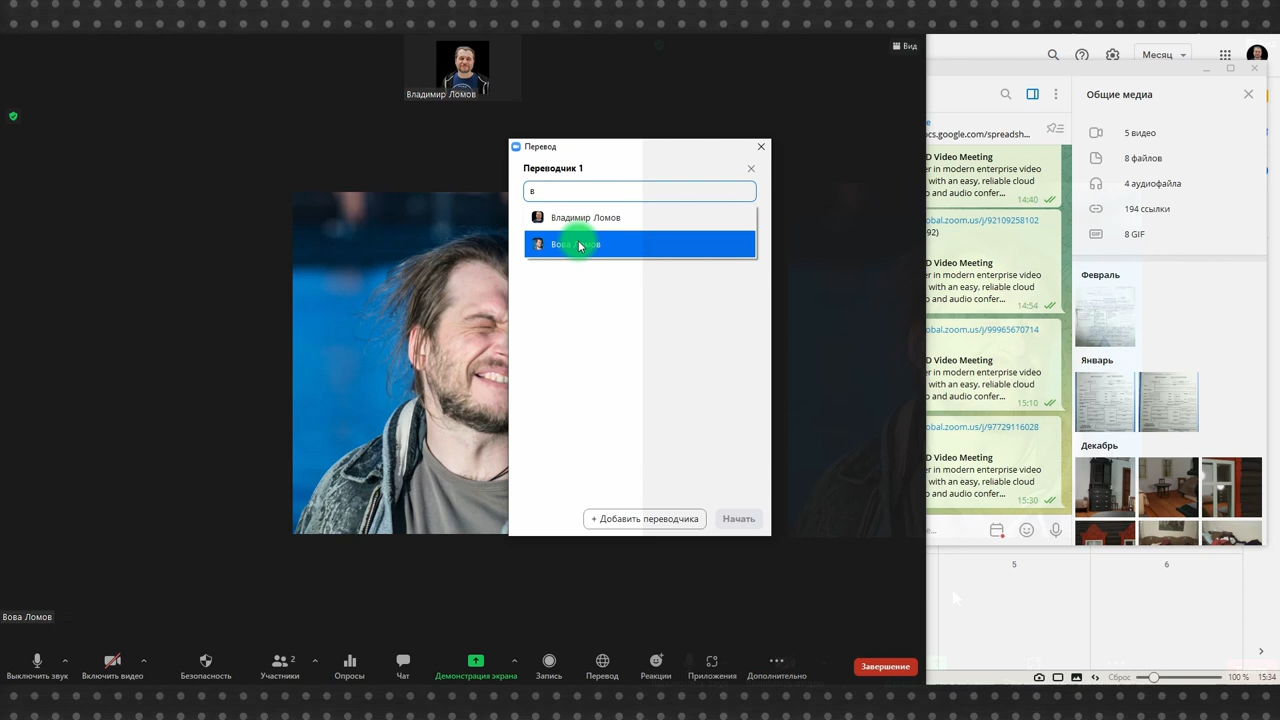 Вид
Владимир Ломов
Перевод
Переводчик 1
в
Владимир Ломов
Вова Ломов
+ Добавить переводчика
Начать
Вова Ломов
Выключить звук
Включить видео
Безопасность
2
Участники
Опросы
Чат
Демонстрация экрана
Запись
Перевод
Реакции
Приложения
Дополнительно
Завершение
Месяц
ocs.google.com/spreadsh...
D Video Meeting
er in modern enterprise video
with an easy, reliable cloud
o and audio confer...
14:40
obal.zoom.us/j/92109258102
92)
D Video Meeting
er in modern enterprise video
with an easy, reliable cloud
o and audio confer...
14:54
obal.zoom.us/j/99965670714
D Video Meeting
er in modern enterprise video
with an easy, reliable cloud
o and audio confer...
15:10
obal.zoom.us/j/97729116028
D Video Meeting
er in modern enterprise video
with an easy, reliable cloud
o and audio confer...
15:30
Общие медиа
5 видео
8 файлов
4 аудиофайла
194 ссылки
GIF
8 GIF
Февраль
Январь
Декабрь
5
6
Сброс
100 %
15:34